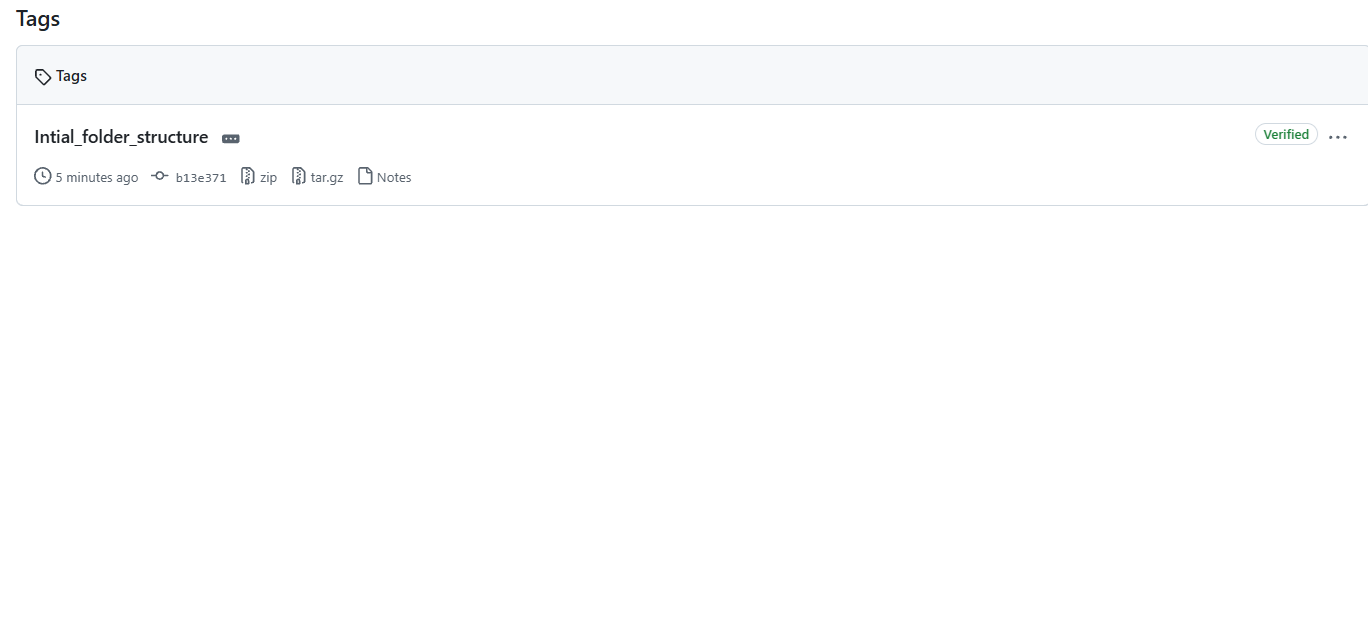 Tags
Tags
Intial_folder_structure
Verified
5 minutes ago b13e371 zip tar.gz Notes